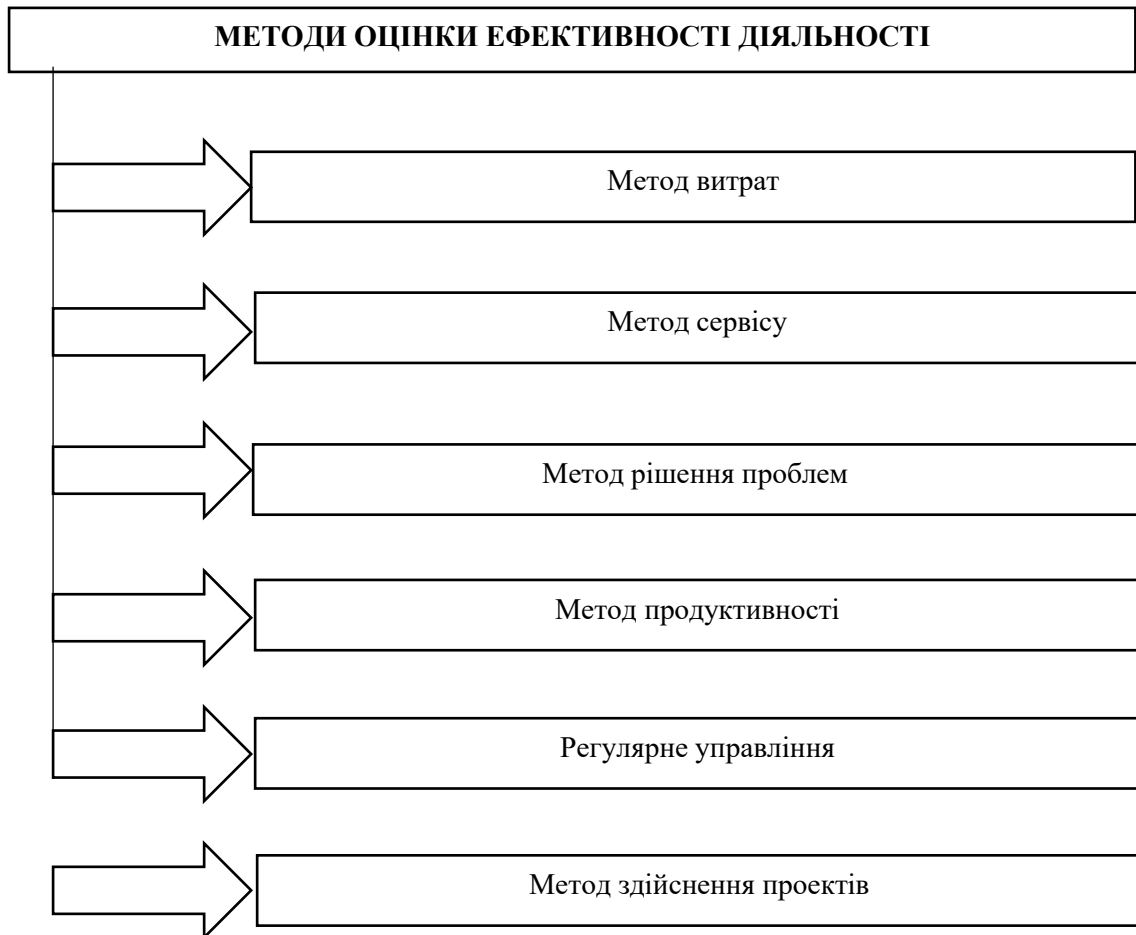 МЕТОДИ ОЦІНКИ ЕФЕКТИВНОСТІ ДІЯЛЬНОСТІ
Метод витрат
Метод сервісу
Метод рішення проблем
Метод продуктивності
Регулярне управління
Метод здійснення проектів